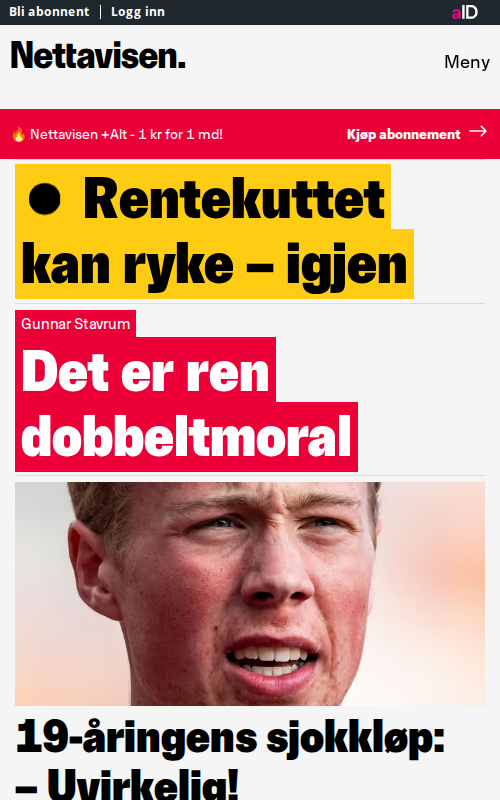 Bli abonnent | Logg inn
aID
Nettavisen.
Meny
🔥 Nettavisen +Alt - 1 kr for 1 md!
Kjøp abonnement →
● Rentekuttet
kan ryke – igjen
Gunnar Stavrum
Det er ren
dobbeltmoral
19-åringens sjokkløp:
– Uvirkelig!